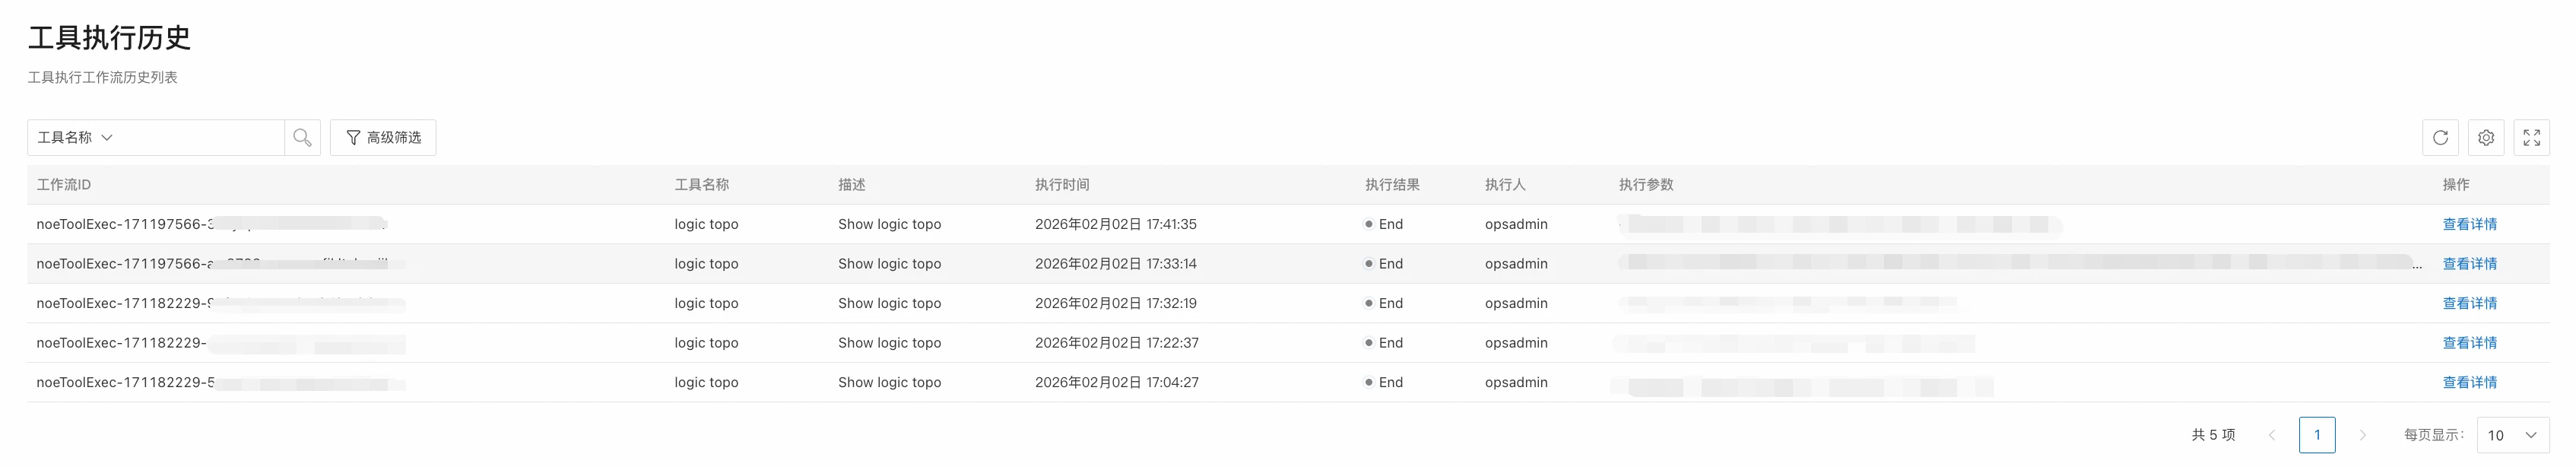 工具执行历史
工具执行工作流历史列表
工具名称 高级筛选
工作流ID 工具名称 描述 执行时间 执行结果 执行人 执行参数 操作
noeToolExec-171197566- logic topo Show logic topo 2026年02月02日 17:41:35 End opsadmin 查看详情
noeToolExec-171197566- logic topo Show logic topo 2026年02月02日 17:33:14 End opsadmin ... 查看详情
noeToolExec-171182229- logic topo Show logic topo 2026年02月02日 17:32:19 End opsadmin 查看详情
noeToolExec-171182229- logic topo Show logic topo 2026年02月02日 17:22:37 End opsadmin 查看详情
noeToolExec-171182229-5 logic topo Show logic topo 2026年02月02日 17:04:27 End opsadmin 查看详情
共 5 项 1 每页显示: 10